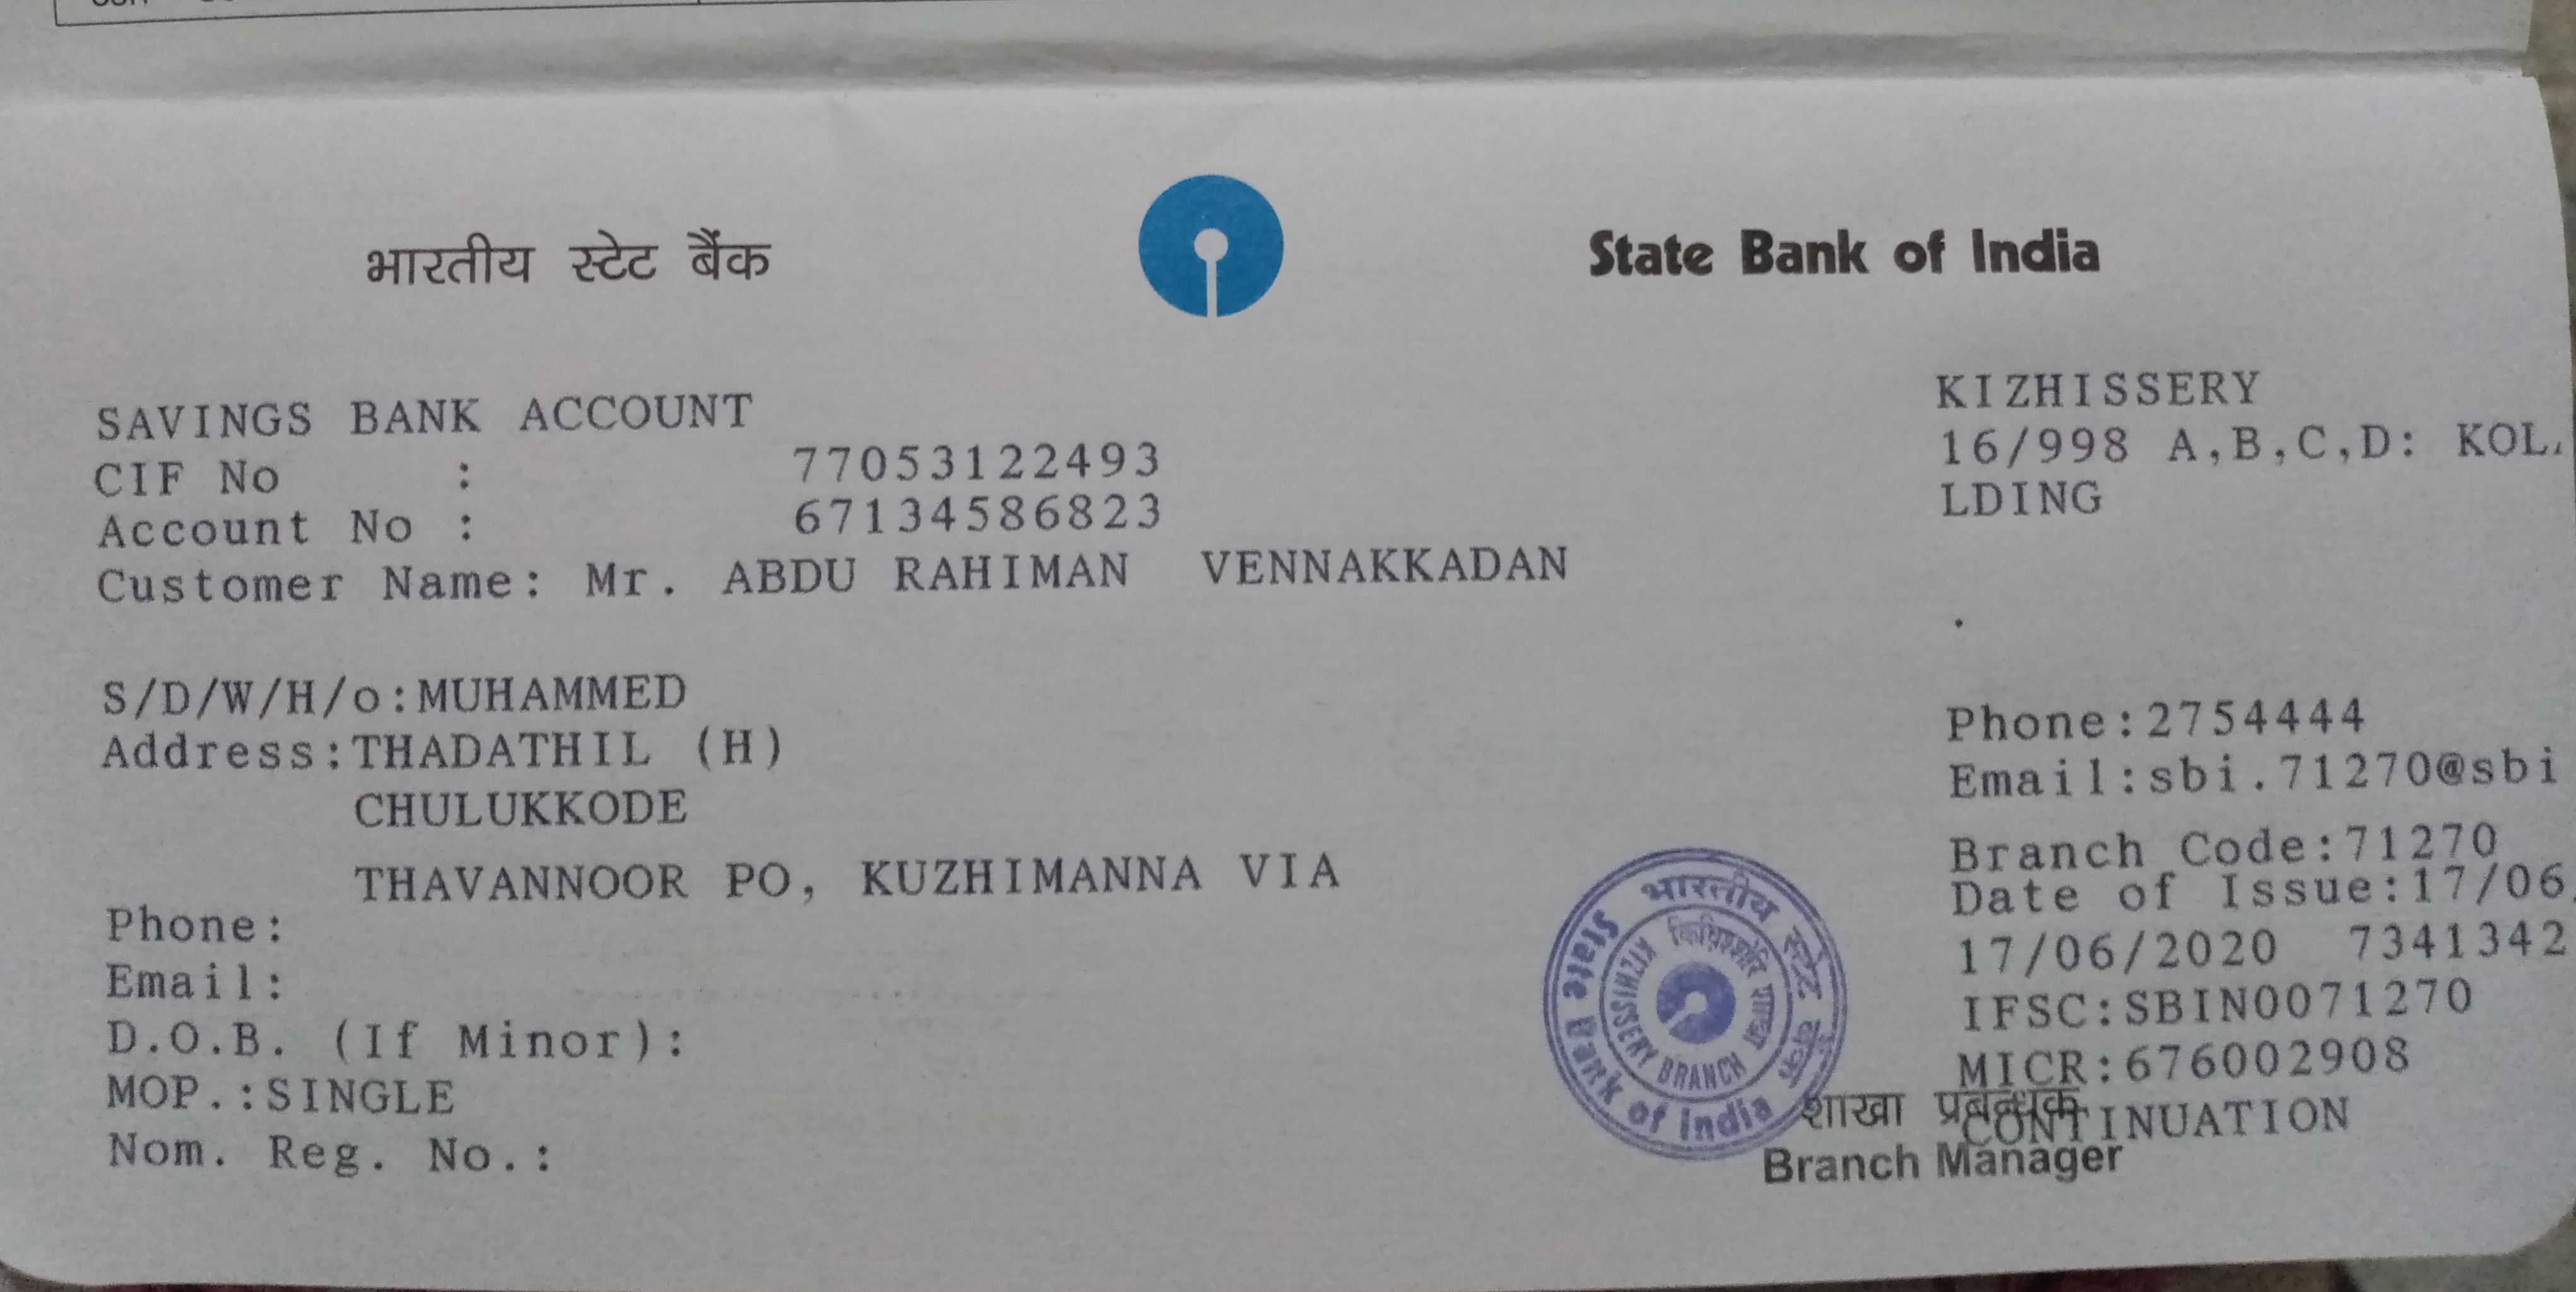 भारतीय स्टेट बैंक
State Bank of India
SAVINGS BANK ACCOUNT
CIF No : 77053122493
Account No : 67134586823
Customer Name: Mr. ABDU RAHIMAN VENNAKKADAN
S/D/W/H/o:MUHAMMED
Address:THADATHIL (H)
CHULUKKODE
THAVANNOOR PO, KUZHIMANNA VIA
Phone:
Email:
D.O.B. (If Minor):
MOP.:SINGLE
Nom. Reg. No.:
KIZHISSERY
16/998 A,B,C,D: KOL
LDING
Phone:2754444
Email:sbi.71270@sbi
Branch Code:71270
Date of Issue:17/06
17/06/2020 7341342
IFSC:SBIN0071270
MICR:676002908
CONTINUATION
भारतीय स्टेट बैंक
State Bank of India
KIZHISSERY BRANCH
शाखा प्रबन्धक
Branch Manager